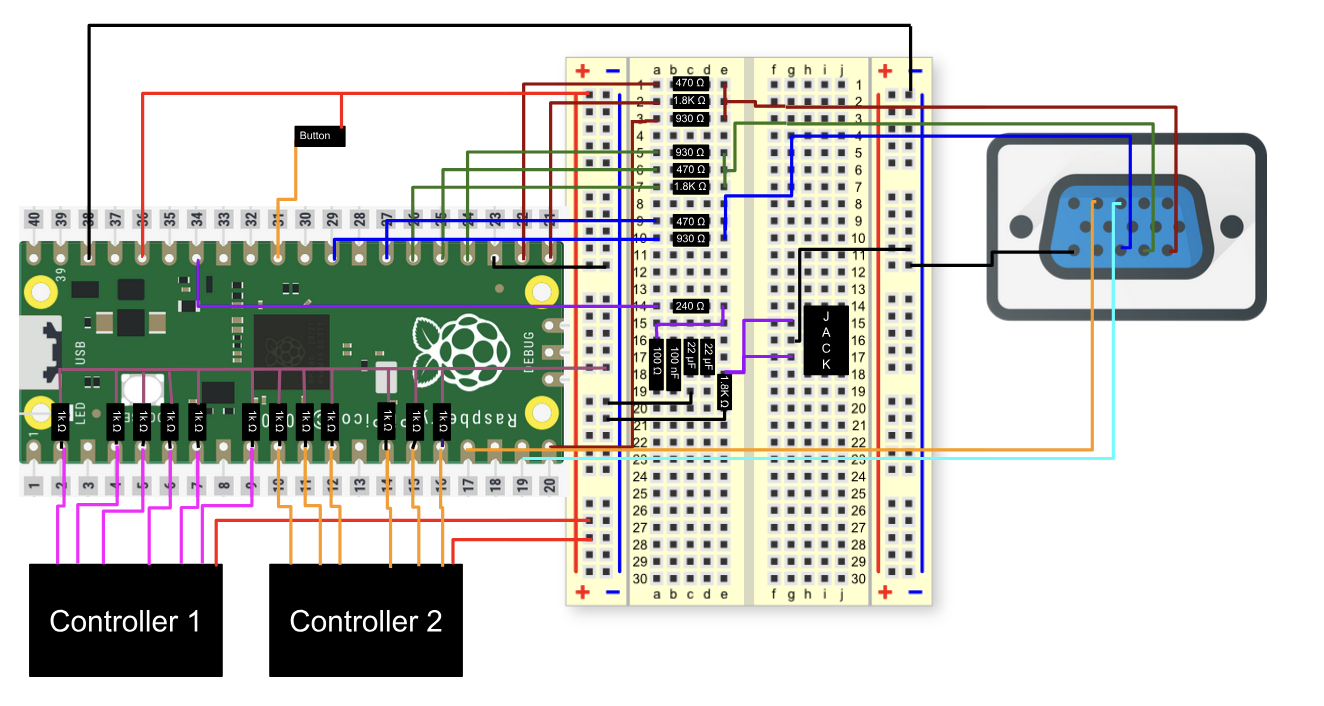 + − a b c d e f g h i j + −
1 470 Ω 1
2 1.8K Ω 2
3 930 Ω 3
4 4
Button
5 930 Ω 5
6 470 Ω 6
7 1.8K Ω 7
40 39 38 37 36 35 34 33 32 31 30 29 28 27 26 25 24 23 22 21
8 8
9 470 Ω 9
10 930 Ω 10
11 11
12 12
39
13 13
14 240 Ω 14
15 15
16 16
17 17
18 18
USB
DEBUG
100 Ω 100 nF 22 µF 22 µF
1.8K Ω
J
A
C
K
19 19
20 20
21 21
22 22
23 23
24 24
25 25
26 26
27 27
28 28
29 29
30 30
LED
1
1k Ω 1k Ω 1k Ω 1k Ω 1k Ω 1k Ω 1k Ω 1k Ω 1k Ω 1k Ω 1k Ω 1k Ω
Raspberry Pi Pico ©
1 2 3 4 5 6 7 8 9 10 11 12 13 14 15 16 17 18 19 20
+ − a b c d e f g h i j + −
Controller 1
Controller 2